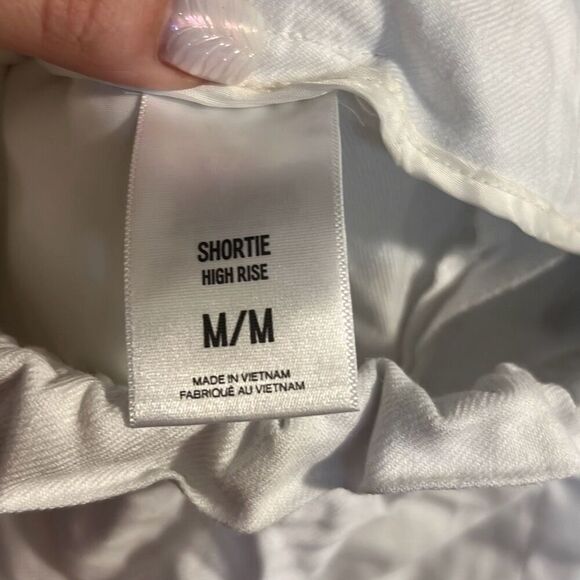 SHORTIE
HIGH RISE
M/M
MADE IN VIETNAM
FABRIQUÉ AU VIETNAM